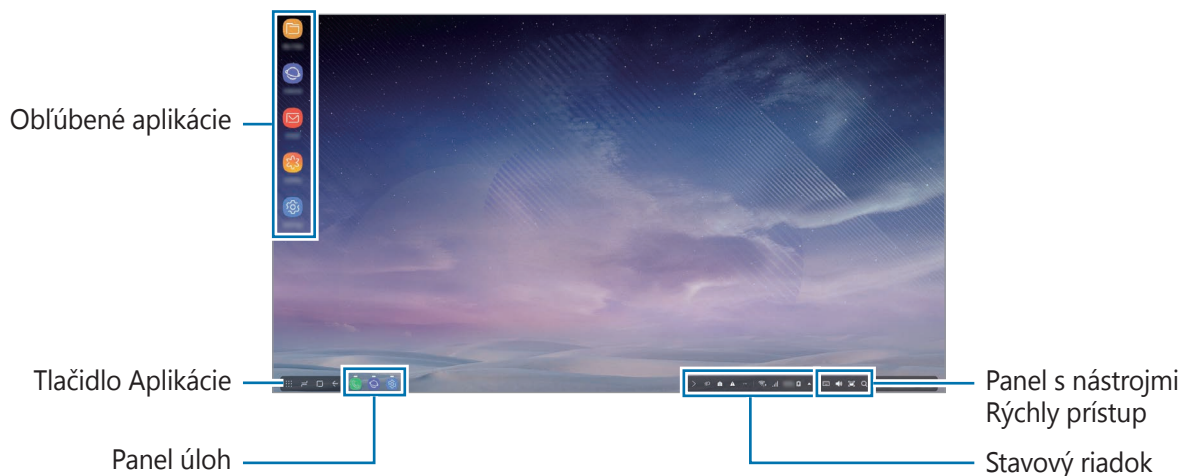 Obľúbené aplikácie
Tlačidlo Aplikácie
Panel úloh
Panel s nástrojmi
Rýchly prístup
Stavový riadok